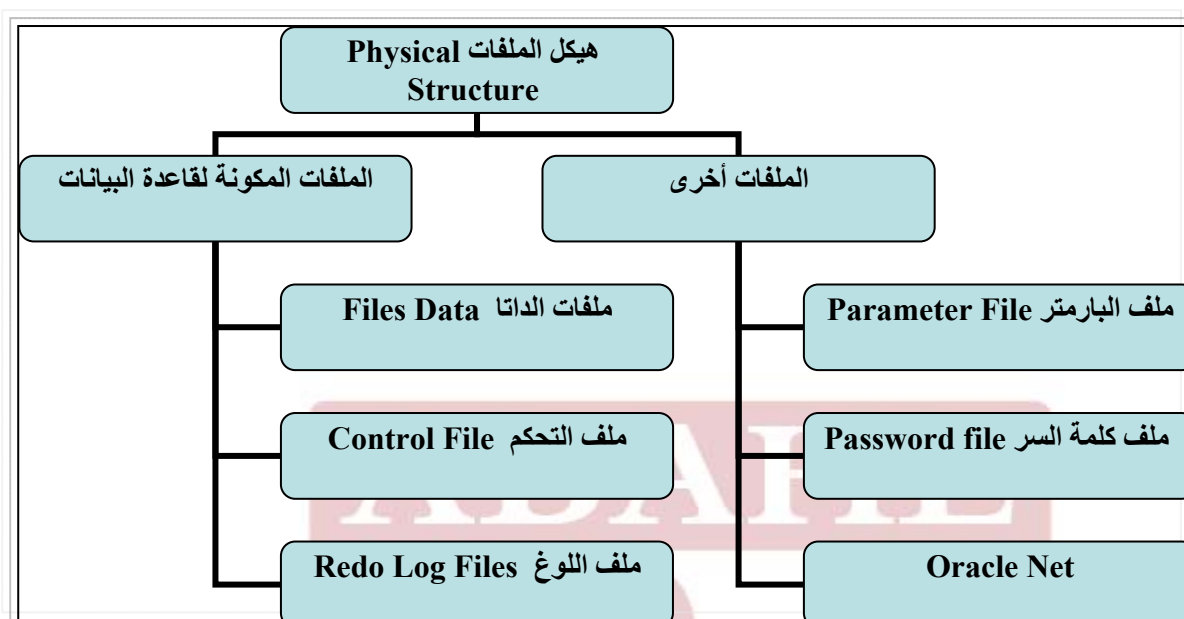 هيكل الملفات Physical
Structure
الملفات المكونة لقاعدة البيانات
الملفات أخرى
ملفات الداتا Files Data
ملف البارمتر Parameter File
ملف التحكم Control File
ملف كلمة السر Password file
ملف اللوغ Redo Log Files
Oracle Net